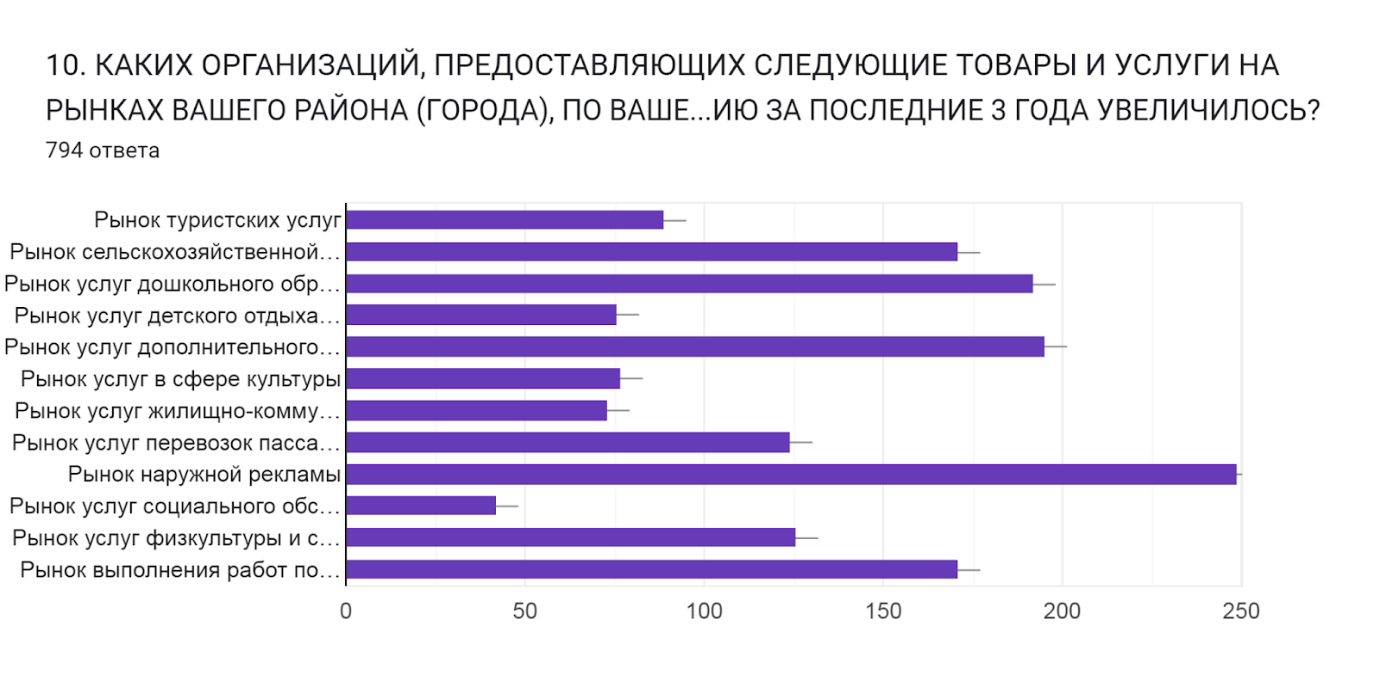 10. КАКИХ ОРГАНИЗАЦИЙ, ПРЕДОСТАВЛЯЮЩИХ СЛЕДУЮЩИЕ ТОВАРЫ И УСЛУГИ НА
РЫНКАХ ВАШЕГО РАЙОНА (ГОРОДА), ПО ВАШЕ...ИЮ ЗА ПОСЛЕДНИЕ 3 ГОДА УВЕЛИЧИЛОСЬ?
794 ответа
Рынок туристских услуг
Рынок сельскохозяйственной…
Рынок услуг дошкольного обр…
Рынок услуг детского отдыха…
Рынок услуг дополнительного…
Рынок услуг в сфере культуры
Рынок услуг жилищно-комму…
Рынок услуг перевозок пасса…
Рынок наружной рекламы
Рынок услуг социального обс…
Рынок услуг физкультуры и с…
Рынок выполнения работ по…
0 50 100 150 200 250